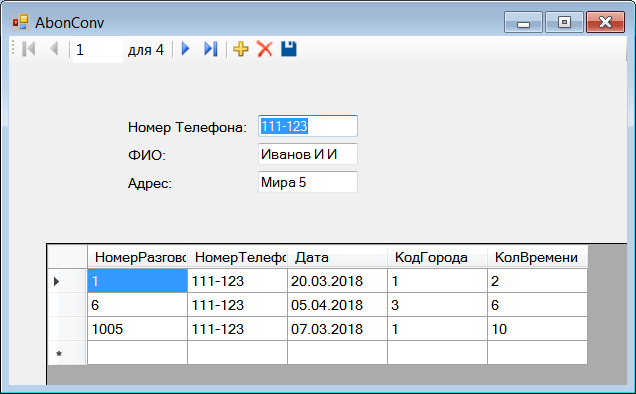 AbonConv
1 для 4
Номер Телефона: 111-123
ФИО: Иванов И И
Адрес: Мира 5
НомерРазгово НомерТелефо Дата КодГорода КолВремени
1 111-123 20.03.2018 1 2
6 111-123 05.04.2018 3 6
1005 111-123 07.03.2018 1 10